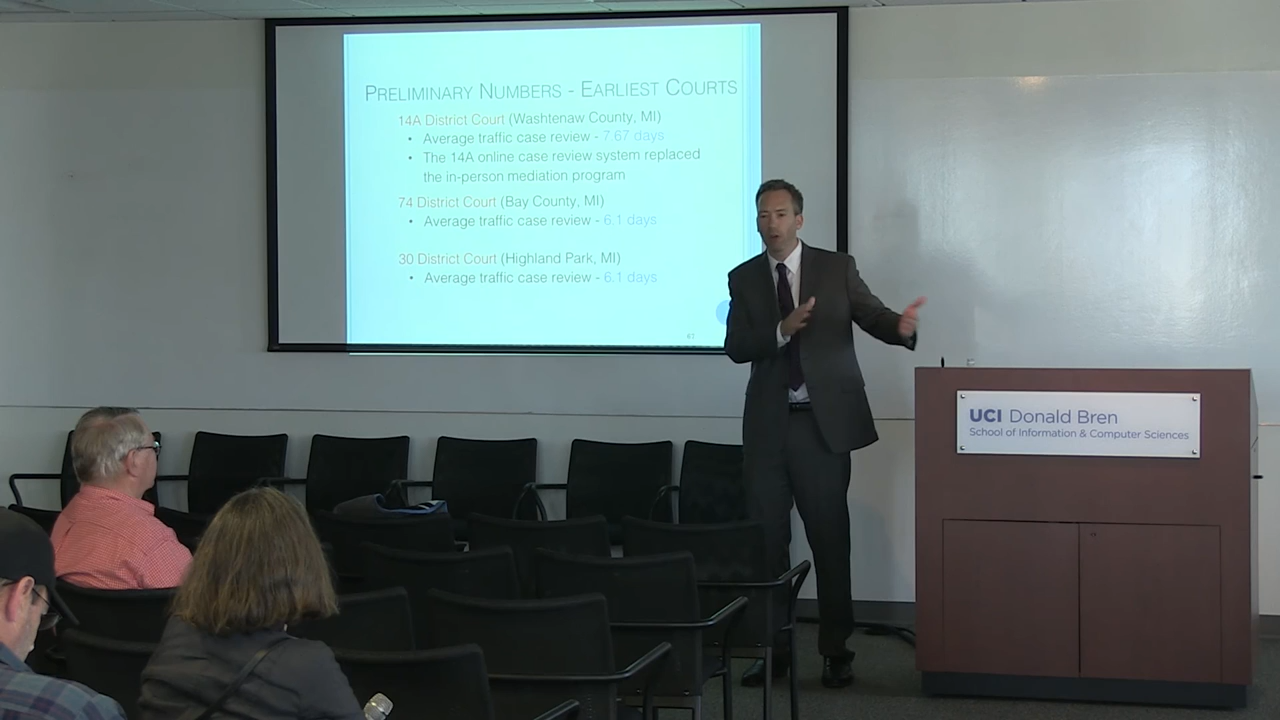 PRELIMINARY NUMBERS - EARLIEST COURTS
14A District Court (Washtenaw County, MI)
• Average traffic case review - 7.67 days
• The 14A online case review system replaced
the in-person mediation program
74 District Court (Bay County, MI)
• Average traffic case review - 6.1 days
30 District Court (Highland Park, MI)
• Average traffic case review - 6.1 days
UCI Donald Bren
School of Information & Computer Sciences